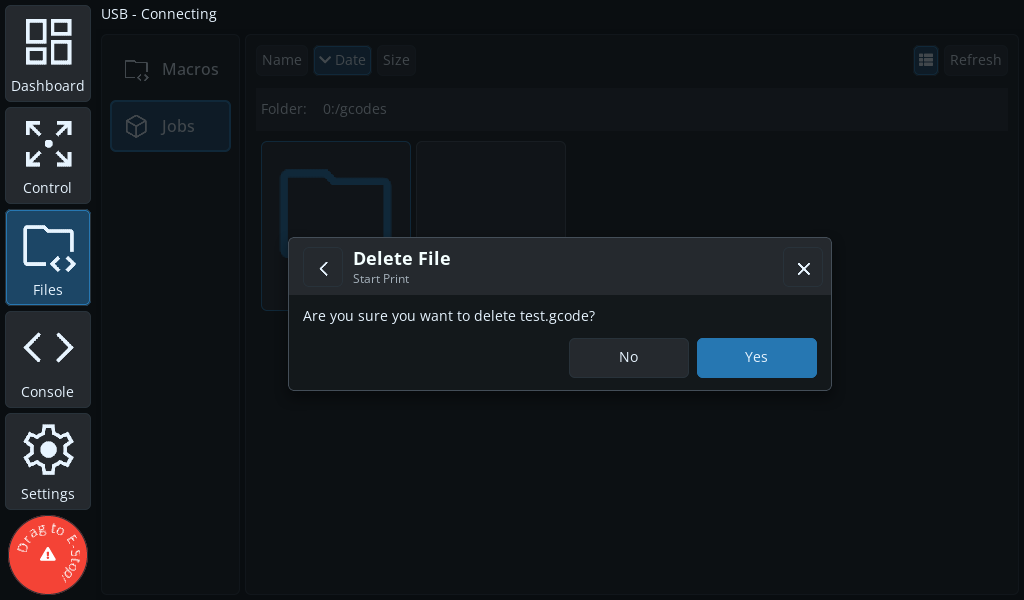 USB - Connecting
Dashboard
Control
Files
Console
Settings
Drag to E-Stop!
Macros
Jobs
Name
Date
Size
Refresh
Folder: 0:/gcodes
Delete File
Start Print
Are you sure you want to delete test.gcode?
No
Yes